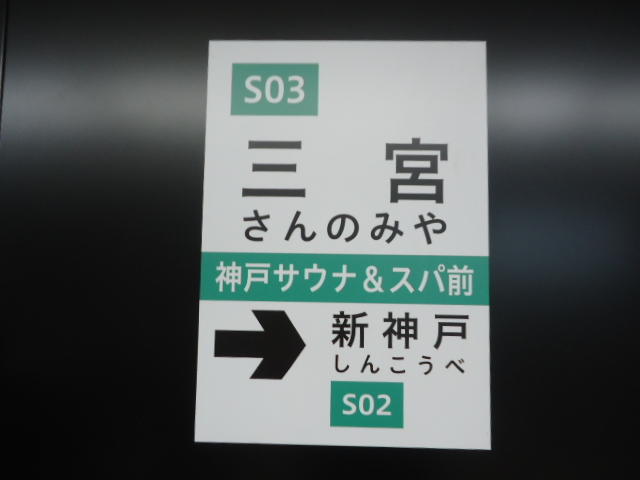 S03
三宮
さんのみや
神戸サウナ&スパ前
新神戸
しんこうべ
S02